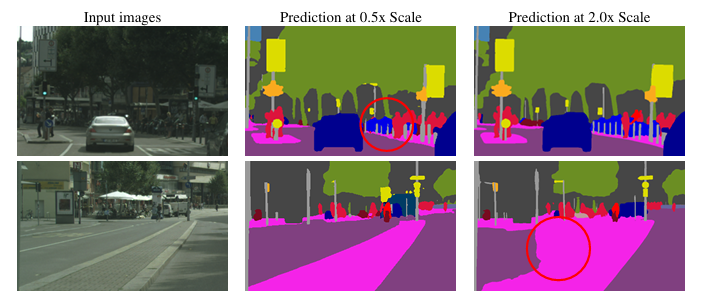 Input images
Prediction at 0.5x Scale
Prediction at 2.0x Scale